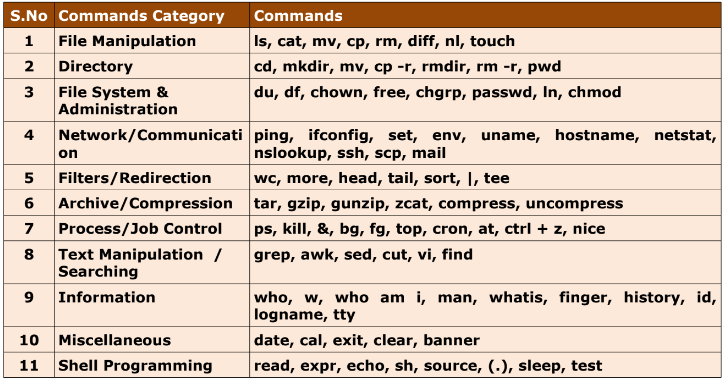 S.No Commands Category Commands
1 File Manipulation ls, cat, mv, cp, rm, diff, nl, touch
2 Directory cd, mkdir, mv, cp -r, rmdir, rm -r, pwd
3 File System & du, df, chown, free, chgrp, passwd, ln, chmod
Administration
4 Network/Communicati ping, ifconfig, set, env, uname, hostname, netstat,
on nslookup, ssh, scp, mail
5 Filters/Redirection wc, more, head, tail, sort, |, tee
6 Archive/Compression tar, gzip, gunzip, zcat, compress, uncompress
7 Process/Job Control ps, kill, &, bg, fg, top, cron, at, ctrl + z, nice
8 Text Manipulation / grep, awk, sed, cut, vi, find
Searching
9 Information who, w, who am i, man, whatis, finger, history, id,
logname, tty
10 Miscellaneous date, cal, exit, clear, banner
11 Shell Programming read, expr, echo, sh, source, (.), sleep, test